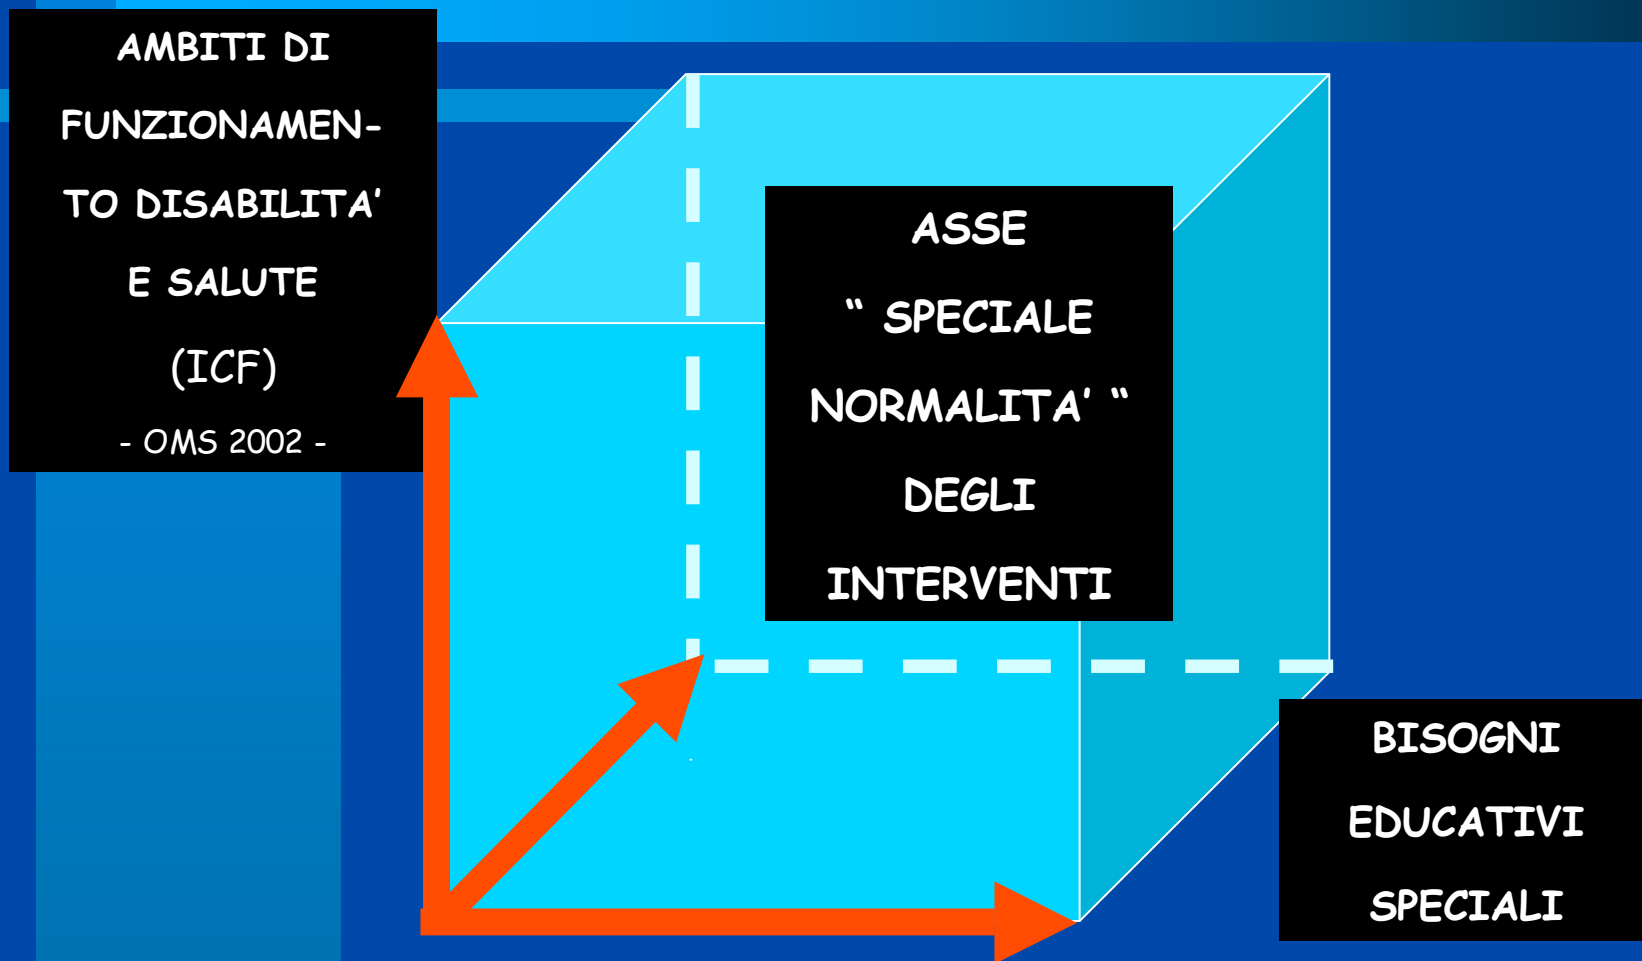 AMBITI DI
FUNZIONAMEN-
TO DISABILITA’
E SALUTE
(ICF)
- OMS 2002 -
ASSE
“ SPECIALE
NORMALITA’ “
DEGLI
INTERVENTI
BISOGNI
EDUCATIVI
SPECIALI